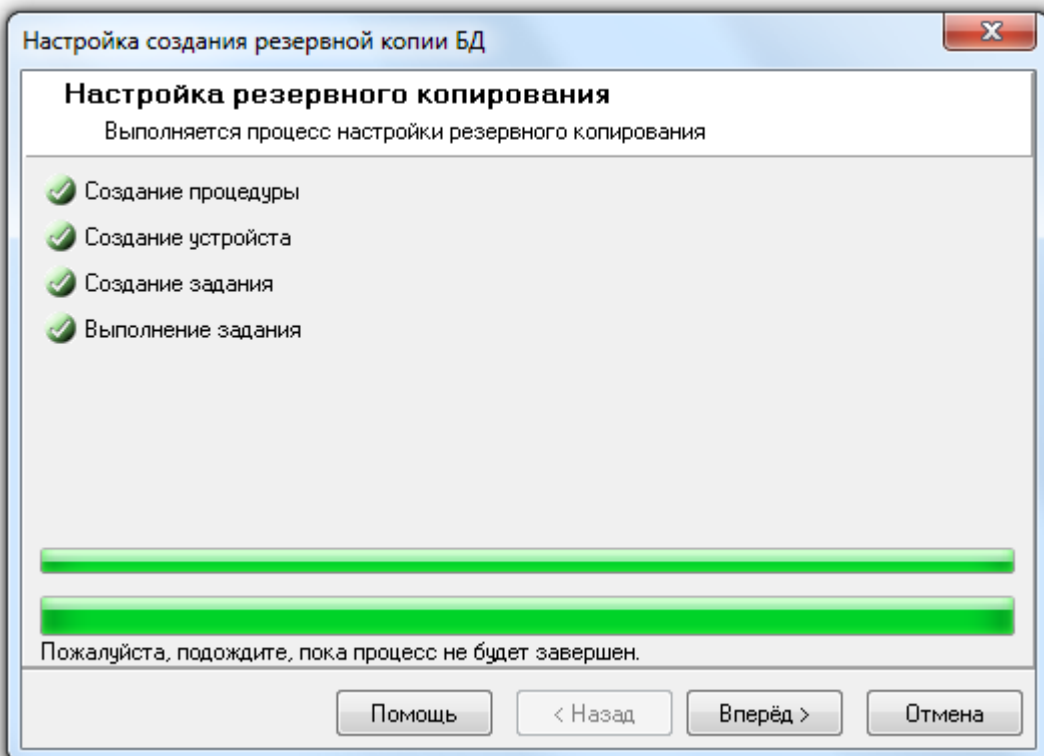 Настройка создания резервной копии БД
Настройка резервного копирования
Выполняется процесс настройки резервного копирования
Создание процедуры
Создание устройста
Создание задания
Выполнение задания
Пожалуйста, подождите, пока процесс не будет завершен.
Помощь
< Назад
Вперёд >
Отмена